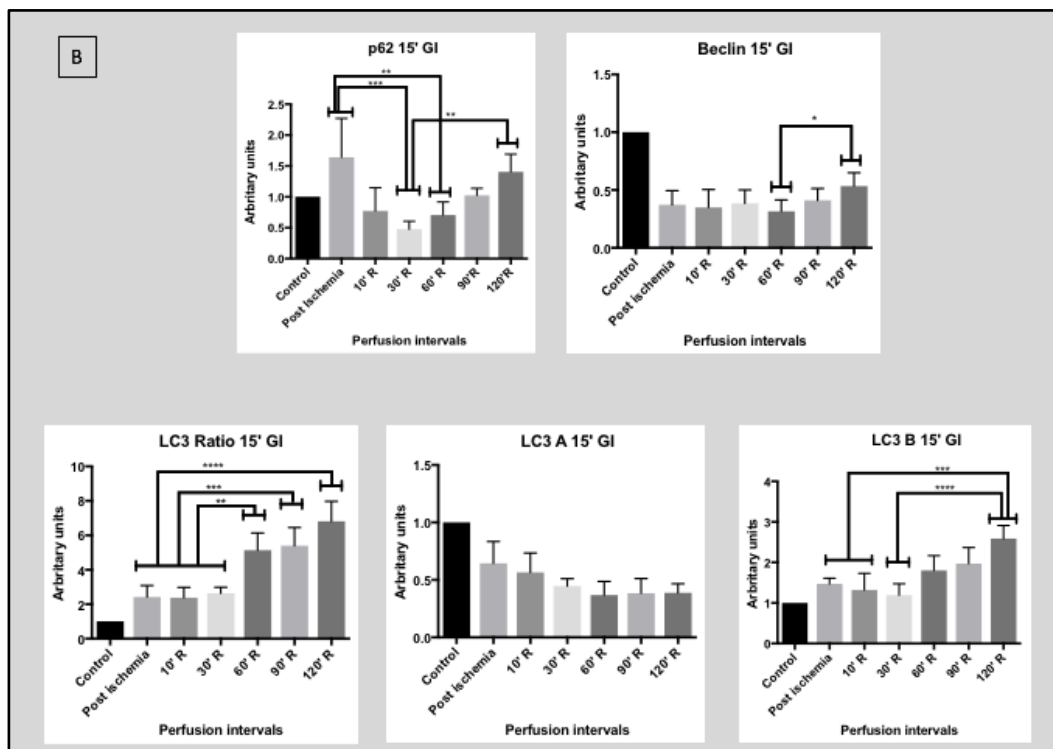 B
p62 15' GI
**
***
**
2.5
2.0
1.5
1.0
0.5
0.0
Arbritary units
Control
Post Ischemia
10' R
30' R
60' R
90'R
120'R
Perfusion intervals
Beclin 15' GI
*
1.5
1.0
0.5
0.0
Arbritary units
Control
Post Ischemia
10' R
30' R
60' R
90' R
120' R
Perfusion intervals
LC3 Ratio 15' GI
****
***
**
10
8
6
4
2
0
Arbritary units
Control
Post ischemia
10' R
30' R
60' R
90' R
120' R
Perfusion intervals
LC3 A 15' GI
1.5
1.0
0.5
0.0
Arbritary units
Control
Post ischemia
10' R
30' R
60' R
90' R
120' R
Perfusion intervals
LC3 B 15' GI
***
****
4
3
2
1
0
Arbritary units
Control
Post ischemia
10' R
30' R
60' R
90' R
120' R
Perfusion intervals